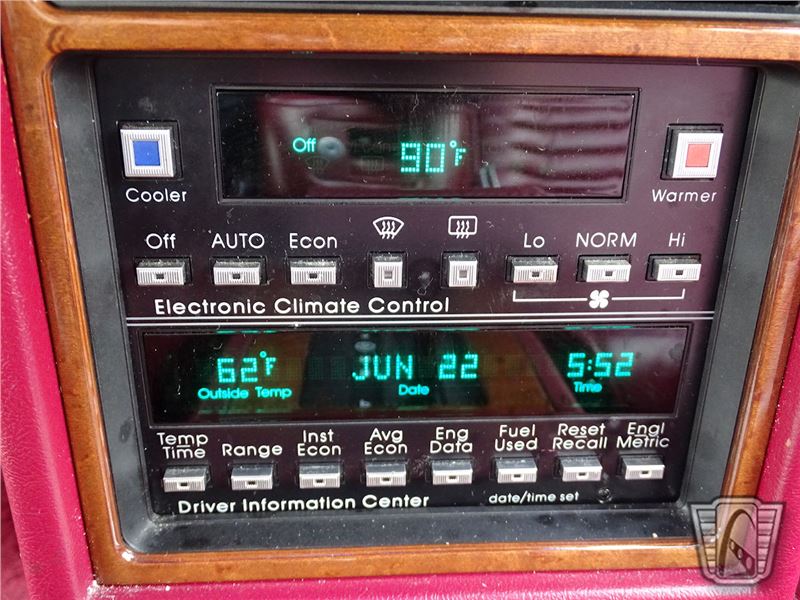 Off 90°F
Cooler
Warmer
Off AUTO Econ Lo NORM Hi
Electronic Climate Control
62°F JUN 22 5:52
Outside Temp Date Time
Temp Time
Range
Inst Econ
Avg Econ
Eng Data
Fuel Used
Reset Recall
Engl Metric
Driver Information Center date/time set